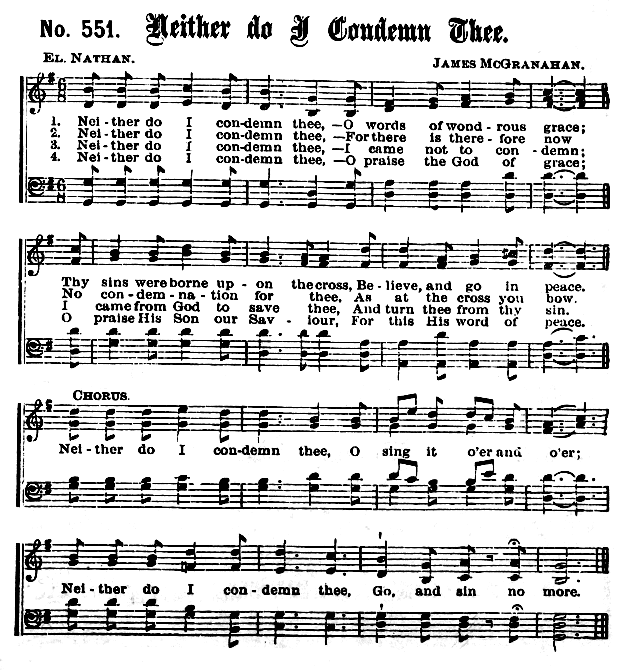 No. 551. Neither do I Condemn Thee.
EL. NATHAN. JAMES McGRANAHAN.
1. Nei - ther do I con-demn thee, —O words of wond - rous grace;
2. Nei - ther do I con-demn thee, —For there is there - fore now
3. Nei - ther do I con-demn thee, —I came not to con - demn;
4. Nei - ther do I con-demn thee, —O praise the God of grace;
Thy sins were borne up - on the cross, Be - lieve, and go in peace.
No con - dem - na - tion for thee, As at the cross you bow.
I came from God to save thee, And turn thee from thy sin.
O praise His Son our Sav - iour, For this His word of peace.
CHORUS.
Nei - ther do I con-demn thee, O sing it o'er and o'er;
Nei - ther do I con - demn thee, Go, and sin no more.